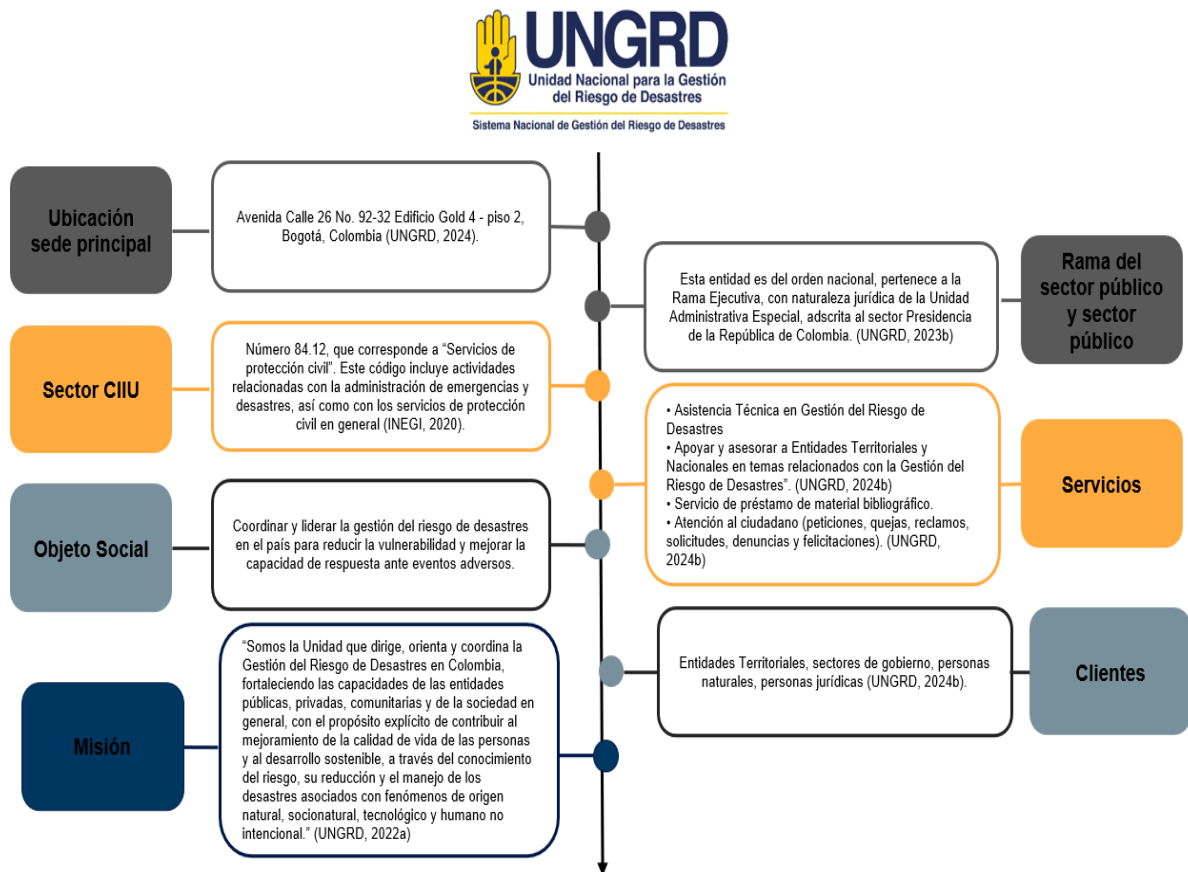 UNGRD
Unidad Nacional para la Gestión
del Riesgo de Desastres
Sistema Nacional de Gestión del Riesgo de Desastres
Ubicación
sede principal
Avenida Calle 26 No. 92-32 Edificio Gold 4 - piso 2,
Bogotá, Colombia (UNGRD, 2024).
Esta entidad es del orden nacional, pertenece a la
Rama Ejecutiva, con naturaleza jurídica de la Unidad
Administrativa Especial, adscrita al sector Presidencia
de la República de Colombia. (UNGRD, 2023b)
Rama del
sector público
y sector
público
Sector CIIU
Número 84.12, que corresponde a “Servicios de
protección civil”. Este código incluye actividades
relacionadas con la administración de emergencias y
desastres, así como con los servicios de protección
civil en general (INEGI, 2020).
• Asistencia Técnica en Gestión del Riesgo de
Desastres
• Apoyar y asesorar a Entidades Territoriales y
Nacionales en temas relacionados con la Gestión del
Riesgo de Desastres”. (UNGRD, 2024b)
• Servicio de préstamo de material bibliográfico.
• Atención al ciudadano (peticiones, quejas, reclamos,
solicitudes, denuncias y felicitaciones). (UNGRD,
2024b)
Servicios
Objeto Social
Coordinar y liderar la gestión del riesgo de desastres
en el país para reducir la vulnerabilidad y mejorar la
capacidad de respuesta ante eventos adversos.
Entidades Territoriales, sectores de gobierno, personas
naturales, personas jurídicas (UNGRD, 2024b).
Clientes
Misión
“Somos la Unidad que dirige, orienta y coordina la
Gestión del Riesgo de Desastres en Colombia,
fortaleciendo las capacidades de las entidades
públicas, privadas, comunitarias y de la sociedad en
general, con el propósito explícito de contribuir al
mejoramiento de la calidad de vida de las personas
y al desarrollo sostenible, a través del conocimiento
del riesgo, su reducción y el manejo de los
desastres asociados con fenómenos de origen
natural, socionatural, tecnológico y humano no
intencional.” (UNGRD, 2022a)